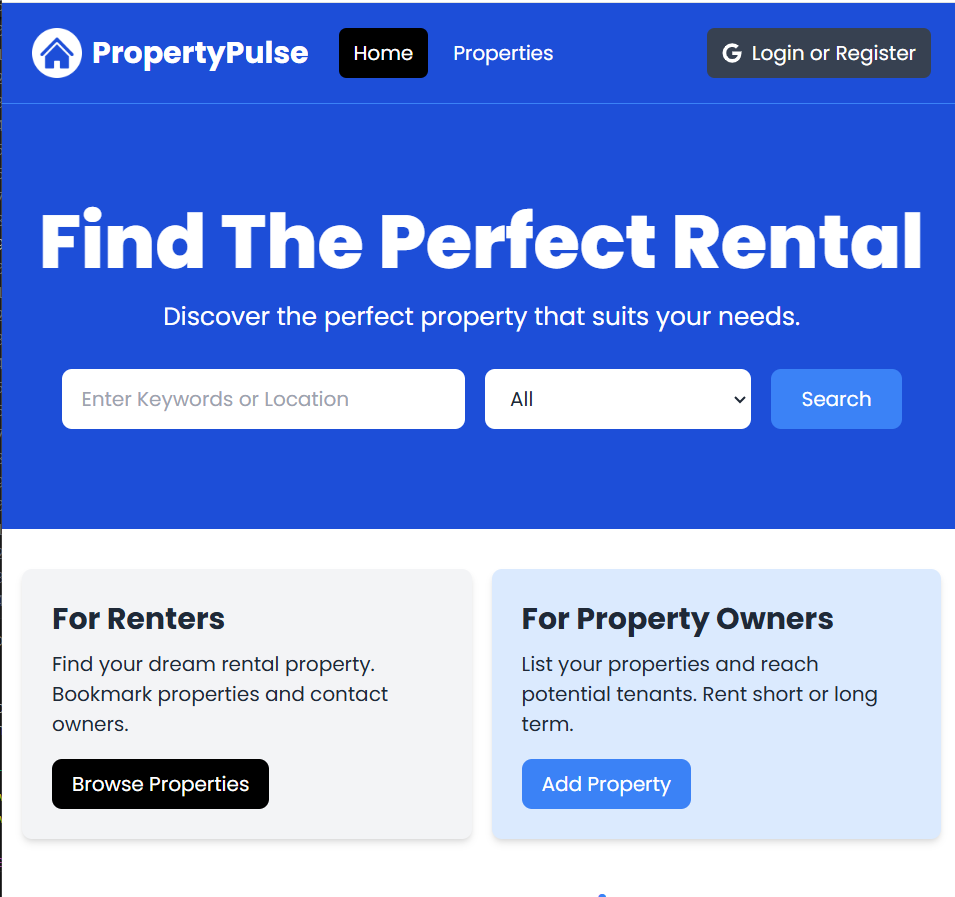 PropertyPulse
Home
Properties
Login or Register
Find The Perfect Rental
Discover the perfect property that suits your needs.
Enter Keywords or Location
All
Search
For Renters
Find your dream rental property.
Bookmark properties and contact
owners.
Browse Properties
For Property Owners
List your properties and reach
potential tenants. Rent short or long
term.
Add Property